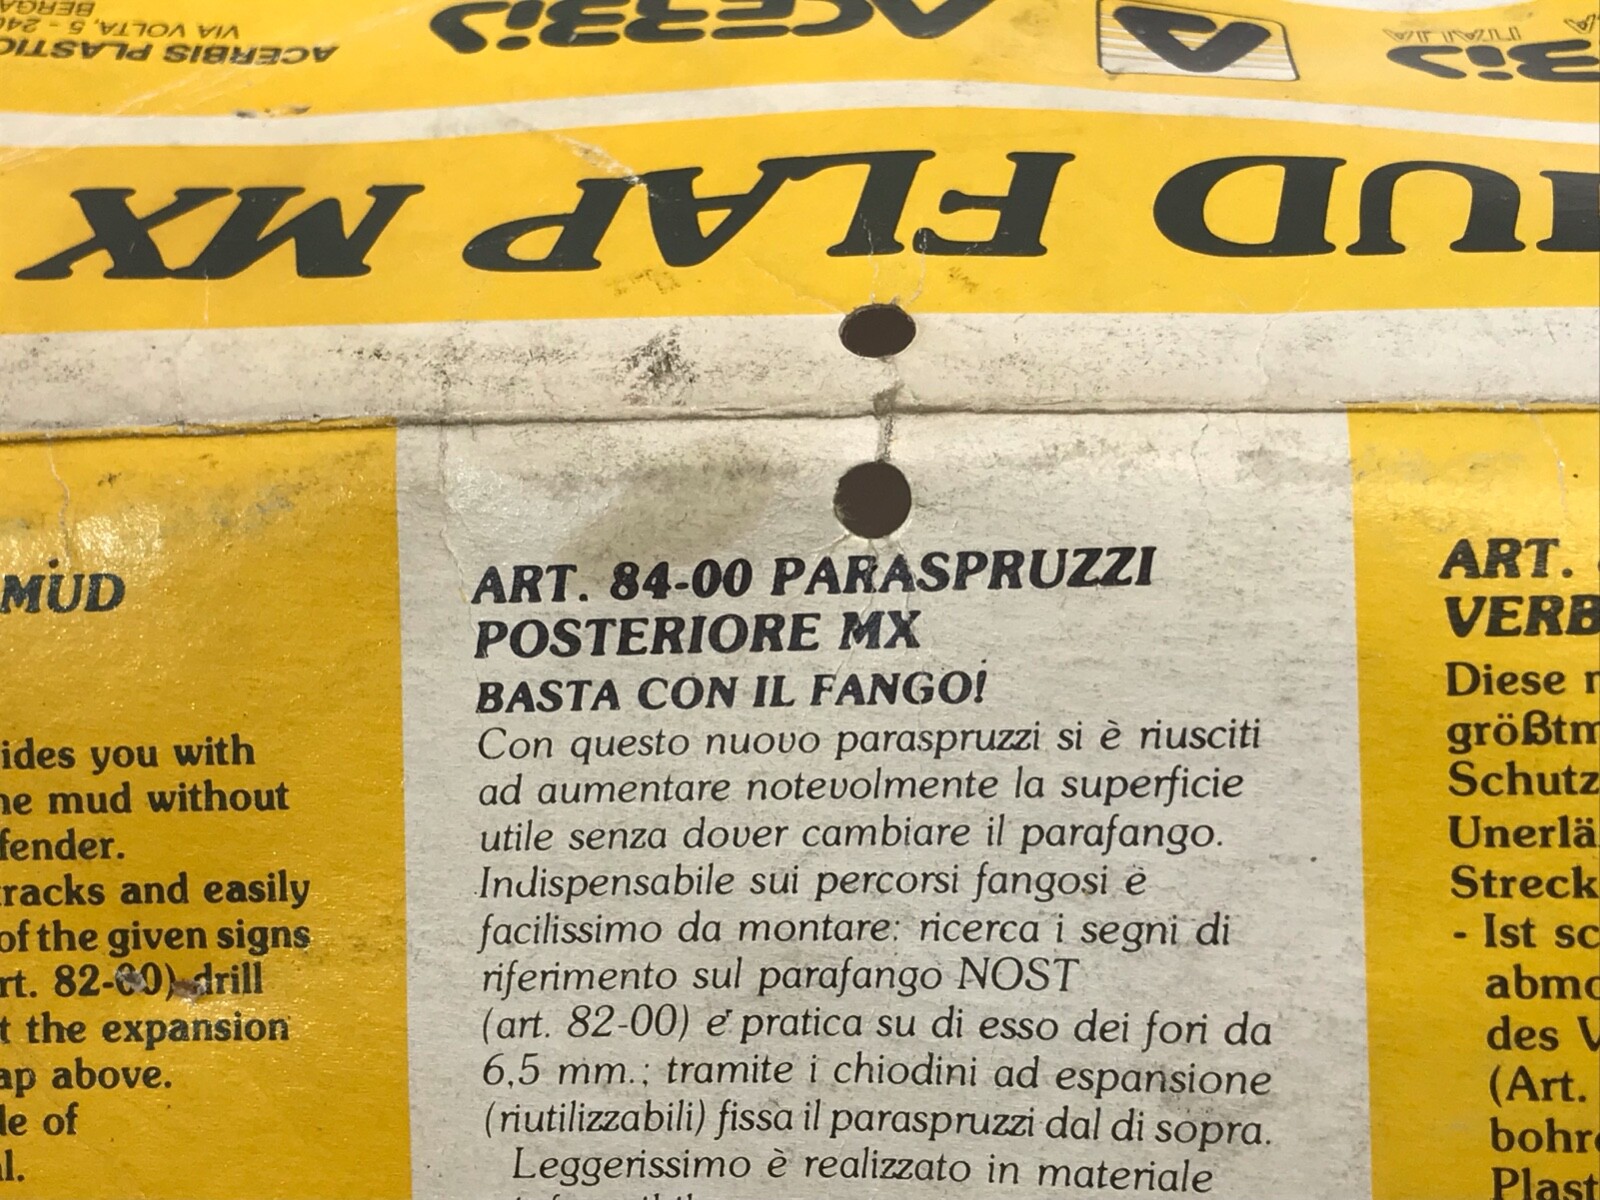 BERGA
VIA VOLTA, 5 - 240
ACERBIS PLASTIC
ACERBIS
ITALIA
MUD FLAP MX
MUD
ides you with
he mud without
fender.
tracks and easily
of the given signs
rt. 82-00) drill
t the expansion
ap above.
le of
l.
ART. 84-00 PARASPRUZZI
POSTERIORE MX
BASTA CON IL FANGO!
Con questo nuovo paraspruzzi si è riusciti
ad aumentare notevolmente la superficie
utile senza dover cambiare il parafango.
Indispensabile sui percorsi fangosi è
facilissimo da montare: ricerca i segni di
riferimento sul parafango NOST
(art. 82-00) e pratica su di esso dei fori da
6,5 mm.; tramite i chiodini ad espansione
(riutilizzabili) fissa il paraspruzzi dal di sopra.
Leggerissimo è realizzato in materiale
ART.
VERB
Diese
größtm
Schutz
Unerlä
Streck
- Ist sc
abmo
des V
(Art.
bohr
Plast